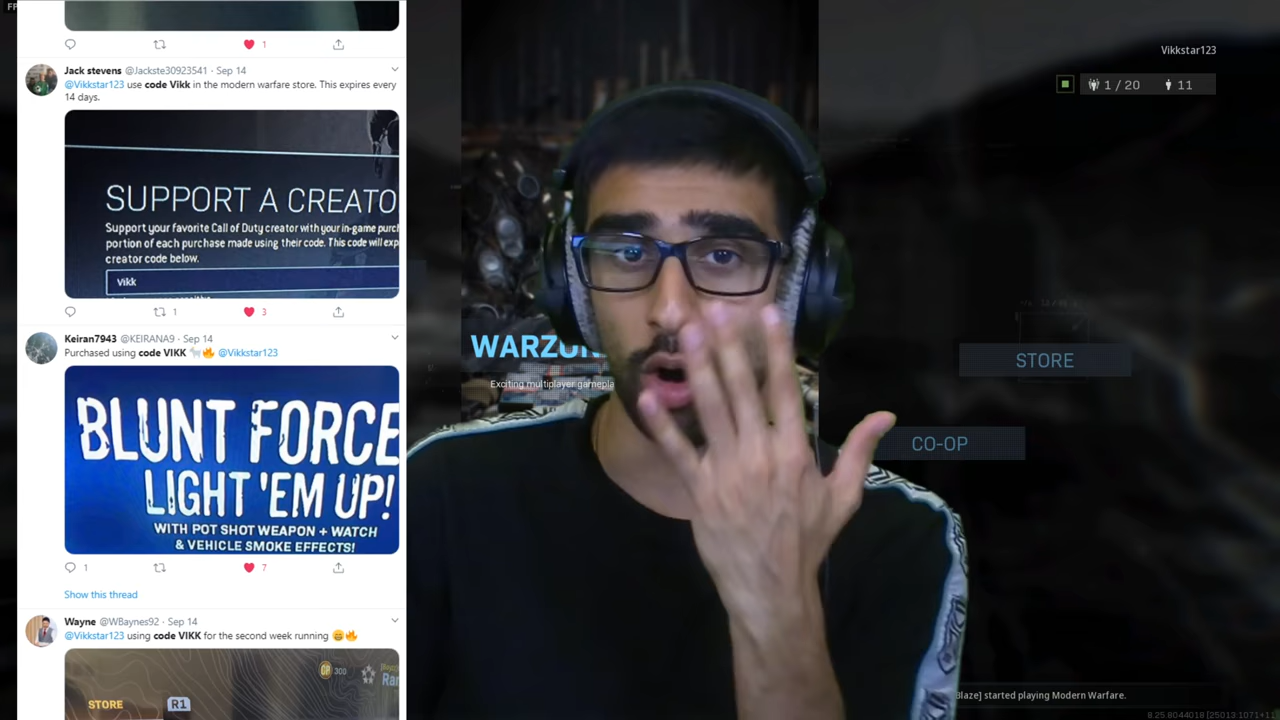 FP
1
Jack stevens @Jackste30923541 · Sep 14
@Vikkstar123 use code Vikk in the modern warfare store. This expires every
14 days.
SUPPORT A CREATO
Support your favorite Call of Duty creator with your in-game purch
portion of each purchase made using their code. This code will exp
creator code below.
Vikk
1 3
Keiran7943 @KEIRANA9 · Sep 14
Purchased using code VIKK 🐐🔥 @Vikkstar123
BLUNT FORCE
LIGHT 'EM UP!
WITH POT SHOT WEAPON + WATCH
& VEHICLE SMOKE EFFECTS!
1 7
Show this thread
Wayne @WBaynes92 · Sep 14
@Vikkstar123 using code VIKK for the second week running 😄🔥
OP 300
STORE R1
WARZON
Exciting multiplayer gamepla
Vikkstar123
1 / 20 11
STORE
CO-OP
Blaze] started playing Modern Warfare.